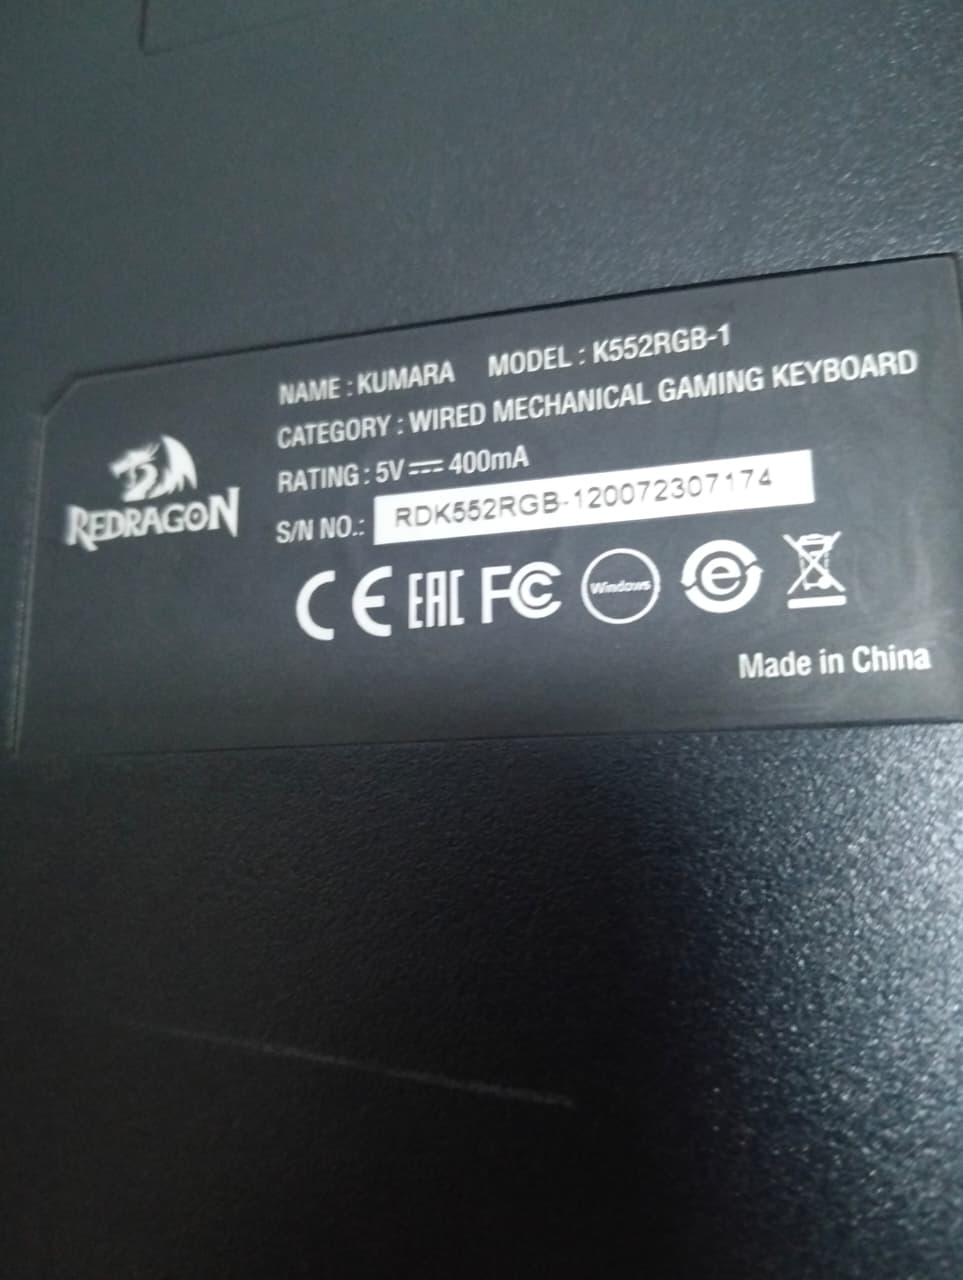 NAME : KUMARA MODEL : K552RGB-1
CATEGORY : WIRED MECHANICAL GAMING KEYBOARD
RATING : 5V⎓400mA
REDRAGON
S/N NO.: RDK552RGB-120072307174
CE EAC FC Windows e
Made in China